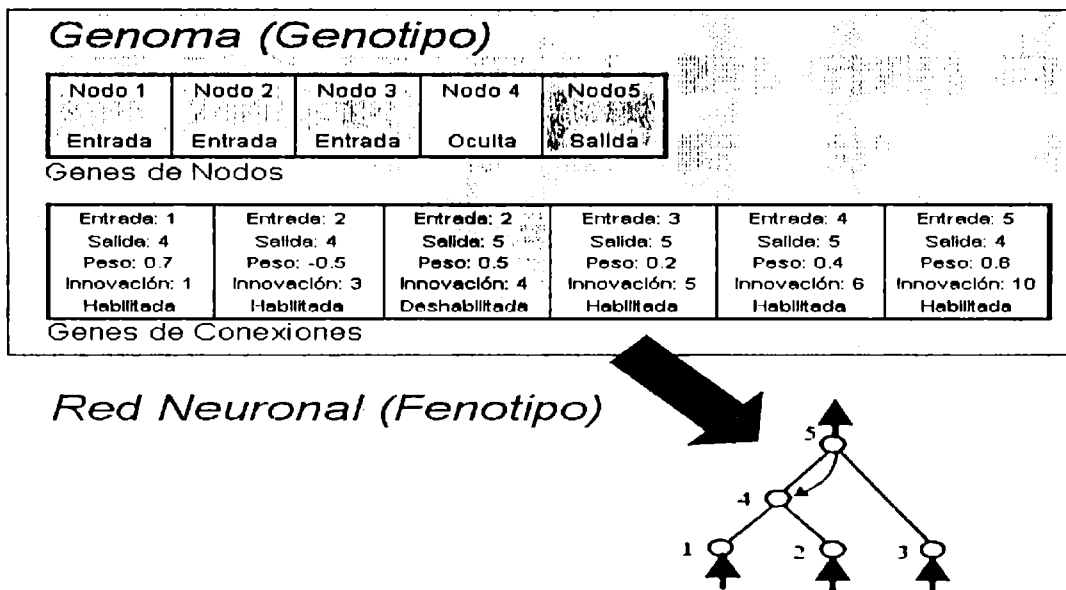 Genoma (Genotipo)
Nodo 1 Nodo 2 Nodo 3 Nodo 4 Nodo5
Entrada Entrada Entrada Oculta Salida
Genes de Nodos
Entrada: 1 Entrada: 2 Entrada: 2 Entrada: 3 Entrada: 4 Entrada: 5
Salida: 4 Salida: 4 Salida: 5 Salida: 5 Salida: 5 Salida: 4
Peso: 0.7 Peso: -0.5 Peso: 0.5 Peso: 0.2 Peso: 0.4 Peso: 0.6
Innovación: 1 Innovación: 3 Innovación: 4 Innovación: 5 Innovación: 6 Innovación: 10
Habilitada Habilitada Deshabilitada Habilitada Habilitada Habilitada
Genes de Conexiones
Red Neuronal (Fenotipo)
5
4
1 2 3